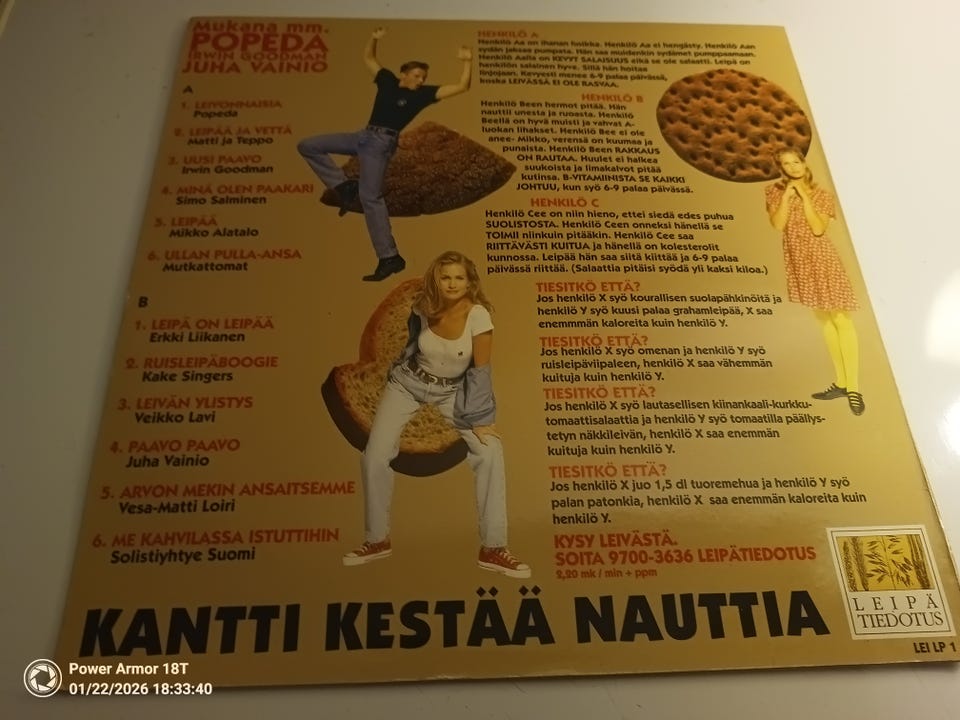 Mukana mm.
POPEDA
IRWIN GOODMAN
JUHA VAINIO
A
1. LEIVONNAISIA
Popeda
2. LEIPÄÄ JA VETTÄ
Matti ja Teppo
3. UUSI PAAVO
Irwin Goodman
4. MINÄ OLEN PAAKARI
Simo Salminen
5. LEIPÄÄ
Mikko Alatalo
6. ULLAN PULLA-ANSA
Mutkattomat
B
1. LEIPÄ ON LEIPÄÄ
Erkki Liikanen
2. RUISLEIPÄBOOGIE
Kake Singers
3. LEIVÄN YLISTYS
Veikko Lavi
4. PAAVO PAAVO
Juha Vainio
5. ARVON MEKIN ANSAITSEMME
Vesa-Matti Loiri
6. ME KAHVILASSA ISTUTTIHIN
Solistiyhtye Suomi
HENKILÖ A
Henkilö Aa on ihanan hoikka. Henkilö Aa ei hengästy. Henkilö Aan
sydän jaksaa pumpata. Hän saa muidenkin sydämet pumppaamaan.
Henkilö Aalla on KEVYT SALAISUUS eikä se ole salaatti. Leipä on
henkilön salainen hyve. Sillä hän hoitaa
linjojaan. Kevyesti menee 6-9 palaa päivässä,
koska LEIVÄSSÄ EI OLE RASVAA.
HENKILÖ B
Henkilö Been hermot pitää. Hän
nauttii unesta ja ruoasta. Henkilö
Beellä on hyvä muisti ja vahvat A-
luokan lihakset. Henkilö Bee ei ole
anee- Mikko, verensä on kuumaa ja
punaista. Henkilö Been RAKKAUS
ON RAUTAA. Huulet ei halkea
suukoista ja limakalvot pitää
kutinsa. B-VITAMIINISTA SE KAIKKI
JOHTUU, kun syö 6-9 palaa päivässä.
HENKILÖ C
Henkilö Cee on niin hieno, ettei siedä edes puhua
SUOLISTOSTA. Henkilö Ceen onneksi hänellä se
TOIMII niinkuin pitääkin. Henkilö Cee saa
RIITTÄVÄSTI KUITUA ja hänellä on kolesterolit
kunnossa. Leipää hän saa siitä kiittää ja 6-9 palaa
päivässä riittää. (Salaattia pitäisi syödä yli kaksi kiloa.)
TIESITKÖ ETTÄ?
Jos henkilö X syö kourallisen suolapähkinöitä ja
henkilö Y syö kuusi palaa grahamleipää, X saa
enemmmän kaloreita kuin henkilö Y.
TIESITKÖ ETTÄ?
Jos henkilö X syö omenan ja henkilö Y syö
ruisleipäviipaleen, henkilö X saa vähemmän
kuituja kuin henkilö Y.
TIESITKÖ ETTÄ?
Jos henkilö X syö lautasellisen kiinankaali-kurkku-
tomaattisalaattia ja henkilö Y syö tomaatilla päällys-
tetyn näkkileivän, henkilö X saa enemmän
kuituja kuin henkilö Y.
TIESITKÖ ETTÄ?
Jos henkilö X juo 1,5 dl tuoremehua ja henkilö Y syö
palan patonkia, henkilö X saa enemmän kaloreita kuin
henkilö Y.
KYSY LEIVÄSTÄ.
SOITA 9700-3636 LEIPÄTIEDOTUS
2,20 mk / min + ppm
KANTTI KESTÄÄ NAUTTIA
LEIPÄ
TIEDOTUS
LEI LP 1
Power Armor 18T
01/22/2026 18:33:40